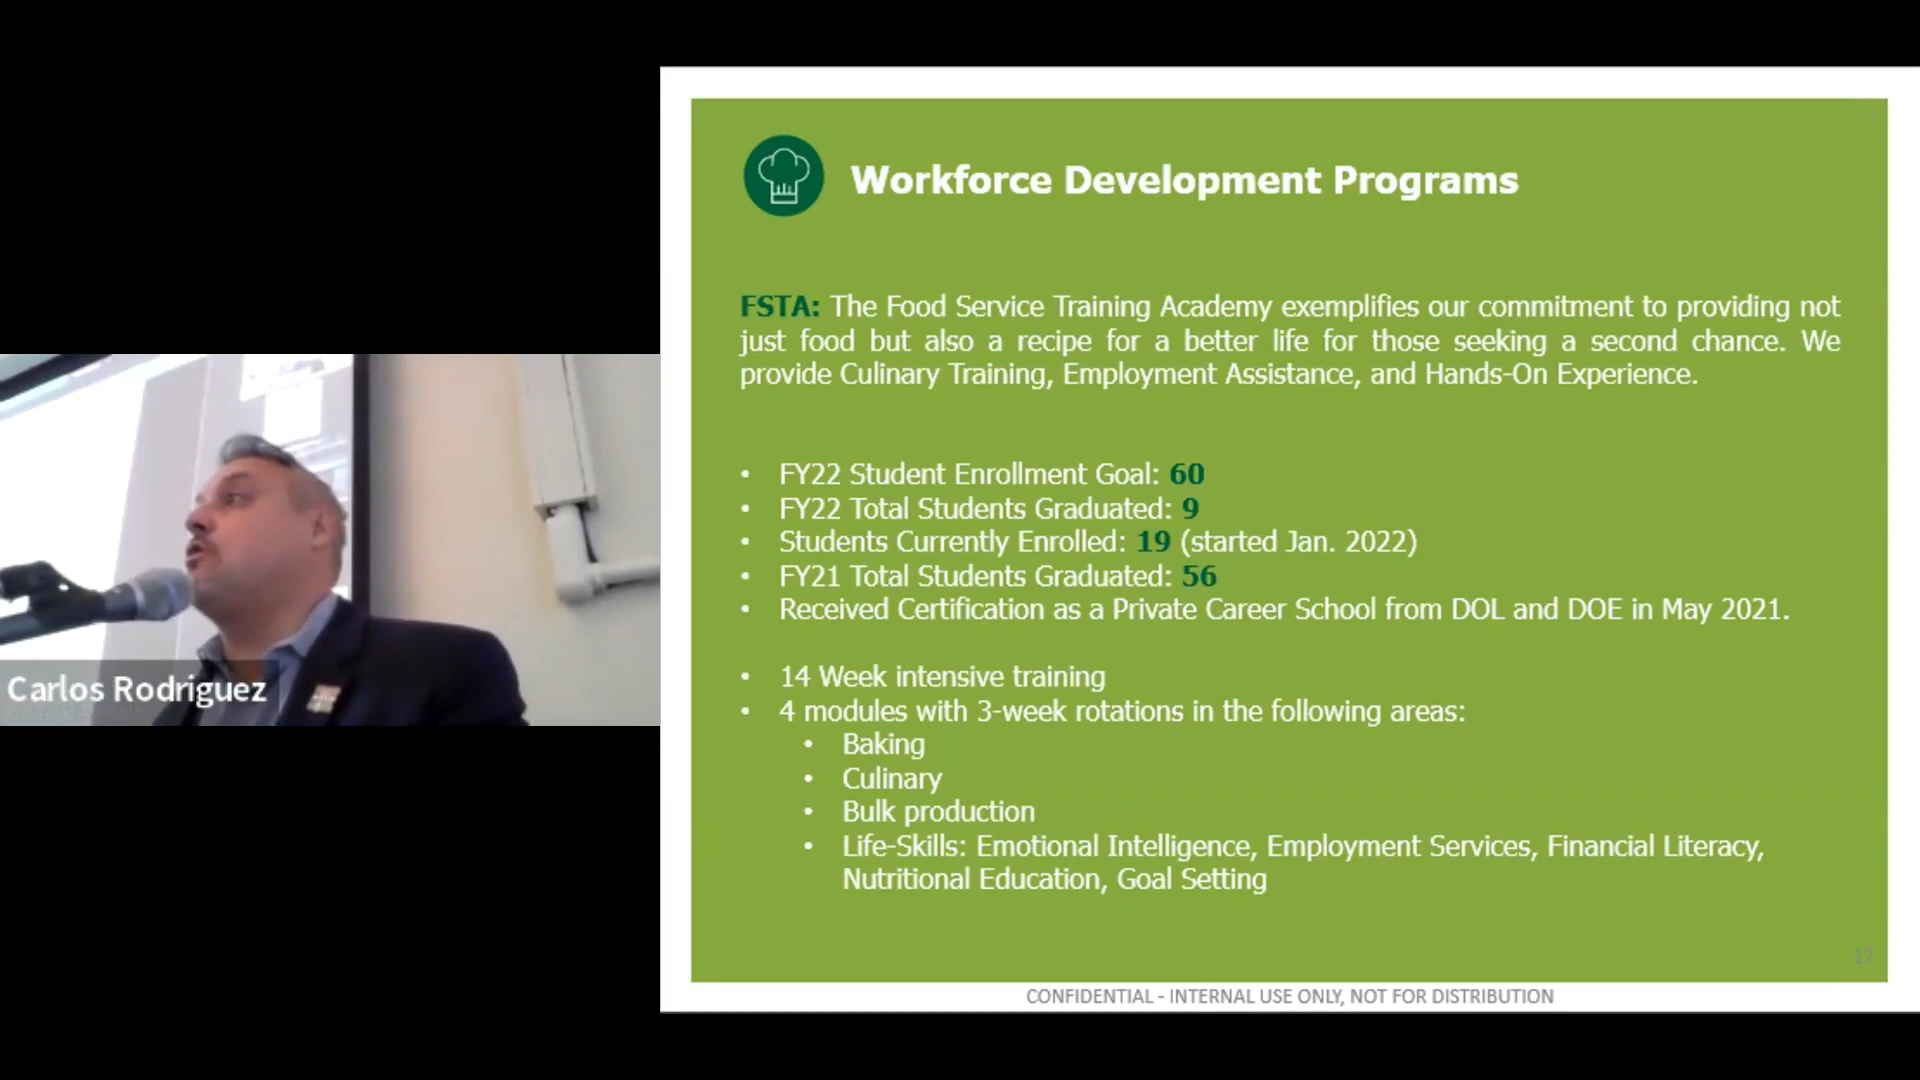 Workforce Development Programs
FSTA: The Food Service Training Academy exemplifies our commitment to providing not
just food but also a recipe for a better life for those seeking a second chance. We
provide Culinary Training, Employment Assistance, and Hands-On Experience.
• FY22 Student Enrollment Goal: 60
• FY22 Total Students Graduated: 9
• Students Currently Enrolled: 19 (started Jan. 2022)
• FY21 Total Students Graduated: 56
• Received Certification as a Private Career School from DOL and DOE in May 2021.
• 14 Week intensive training
• 4 modules with 3-week rotations in the following areas:
• Baking
• Culinary
• Bulk production
• Life-Skills: Emotional Intelligence, Employment Services, Financial Literacy,
Nutritional Education, Goal Setting
17
CONFIDENTIAL - INTERNAL USE ONLY, NOT FOR DISTRIBUTION
Carlos Rodriguez